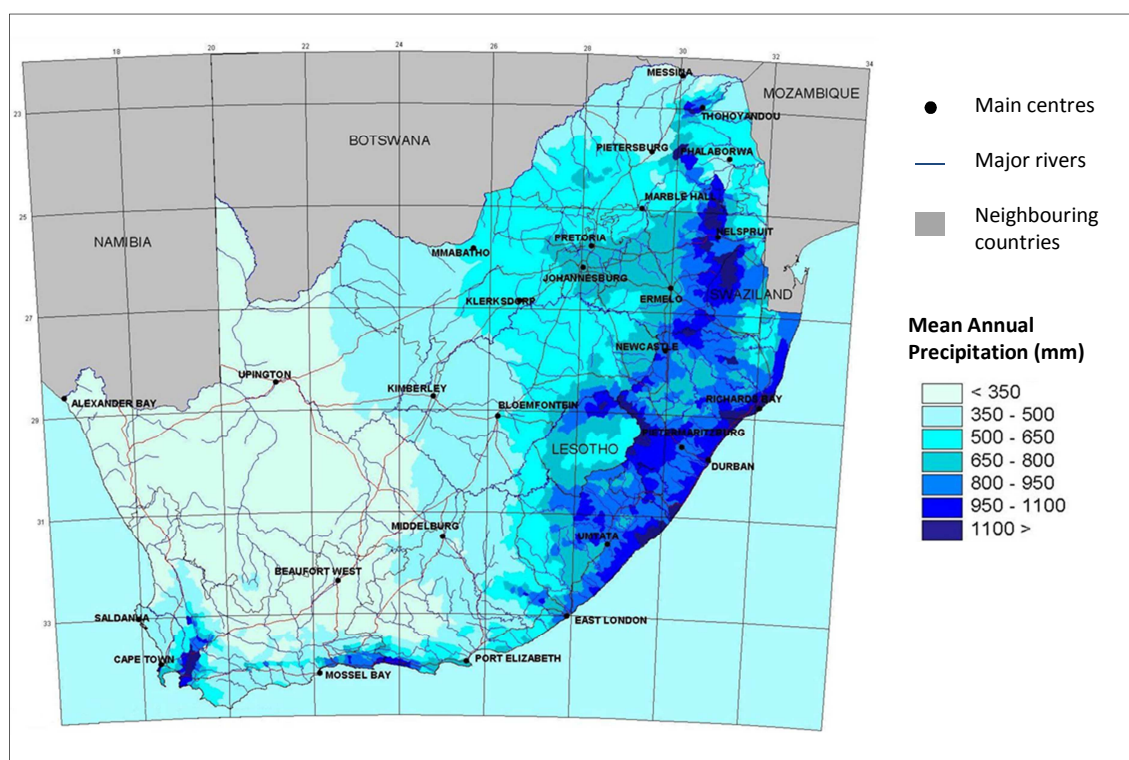 18
20
22
24
26
28
30
32
34
23
25
27
29
31
33
MESSINA
MOZAMBIQUE
THOHOYANDOU
BOTSWANA
PIETERSBURG
PHALABORWA
MARBLE HALL
NAMIBIA
PRETORIA
NELSPRUIT
MMABATHO
JOHANNESBURG
KLERKSDORP
ERMELO
SWAZILAND
NEWCASTLE
UPINGTON
KIMBERLEY
ALEXANDER BAY
BLOEMFONTEIN
RICHARDS BAY
PIETERMARITZBURG
LESOTHO
DURBAN
MIDDELBURG
UMTATA
BEAUFORT WEST
SALDANHA
EAST LONDON
CAPE TOWN
PORT ELIZABETH
MOSSEL BAY
Main centres
Major rivers
Neighbouring
countries
Mean Annual
Precipitation (mm)
< 350
350 - 500
500 - 650
650 - 800
800 - 950
950 - 1100
1100 >